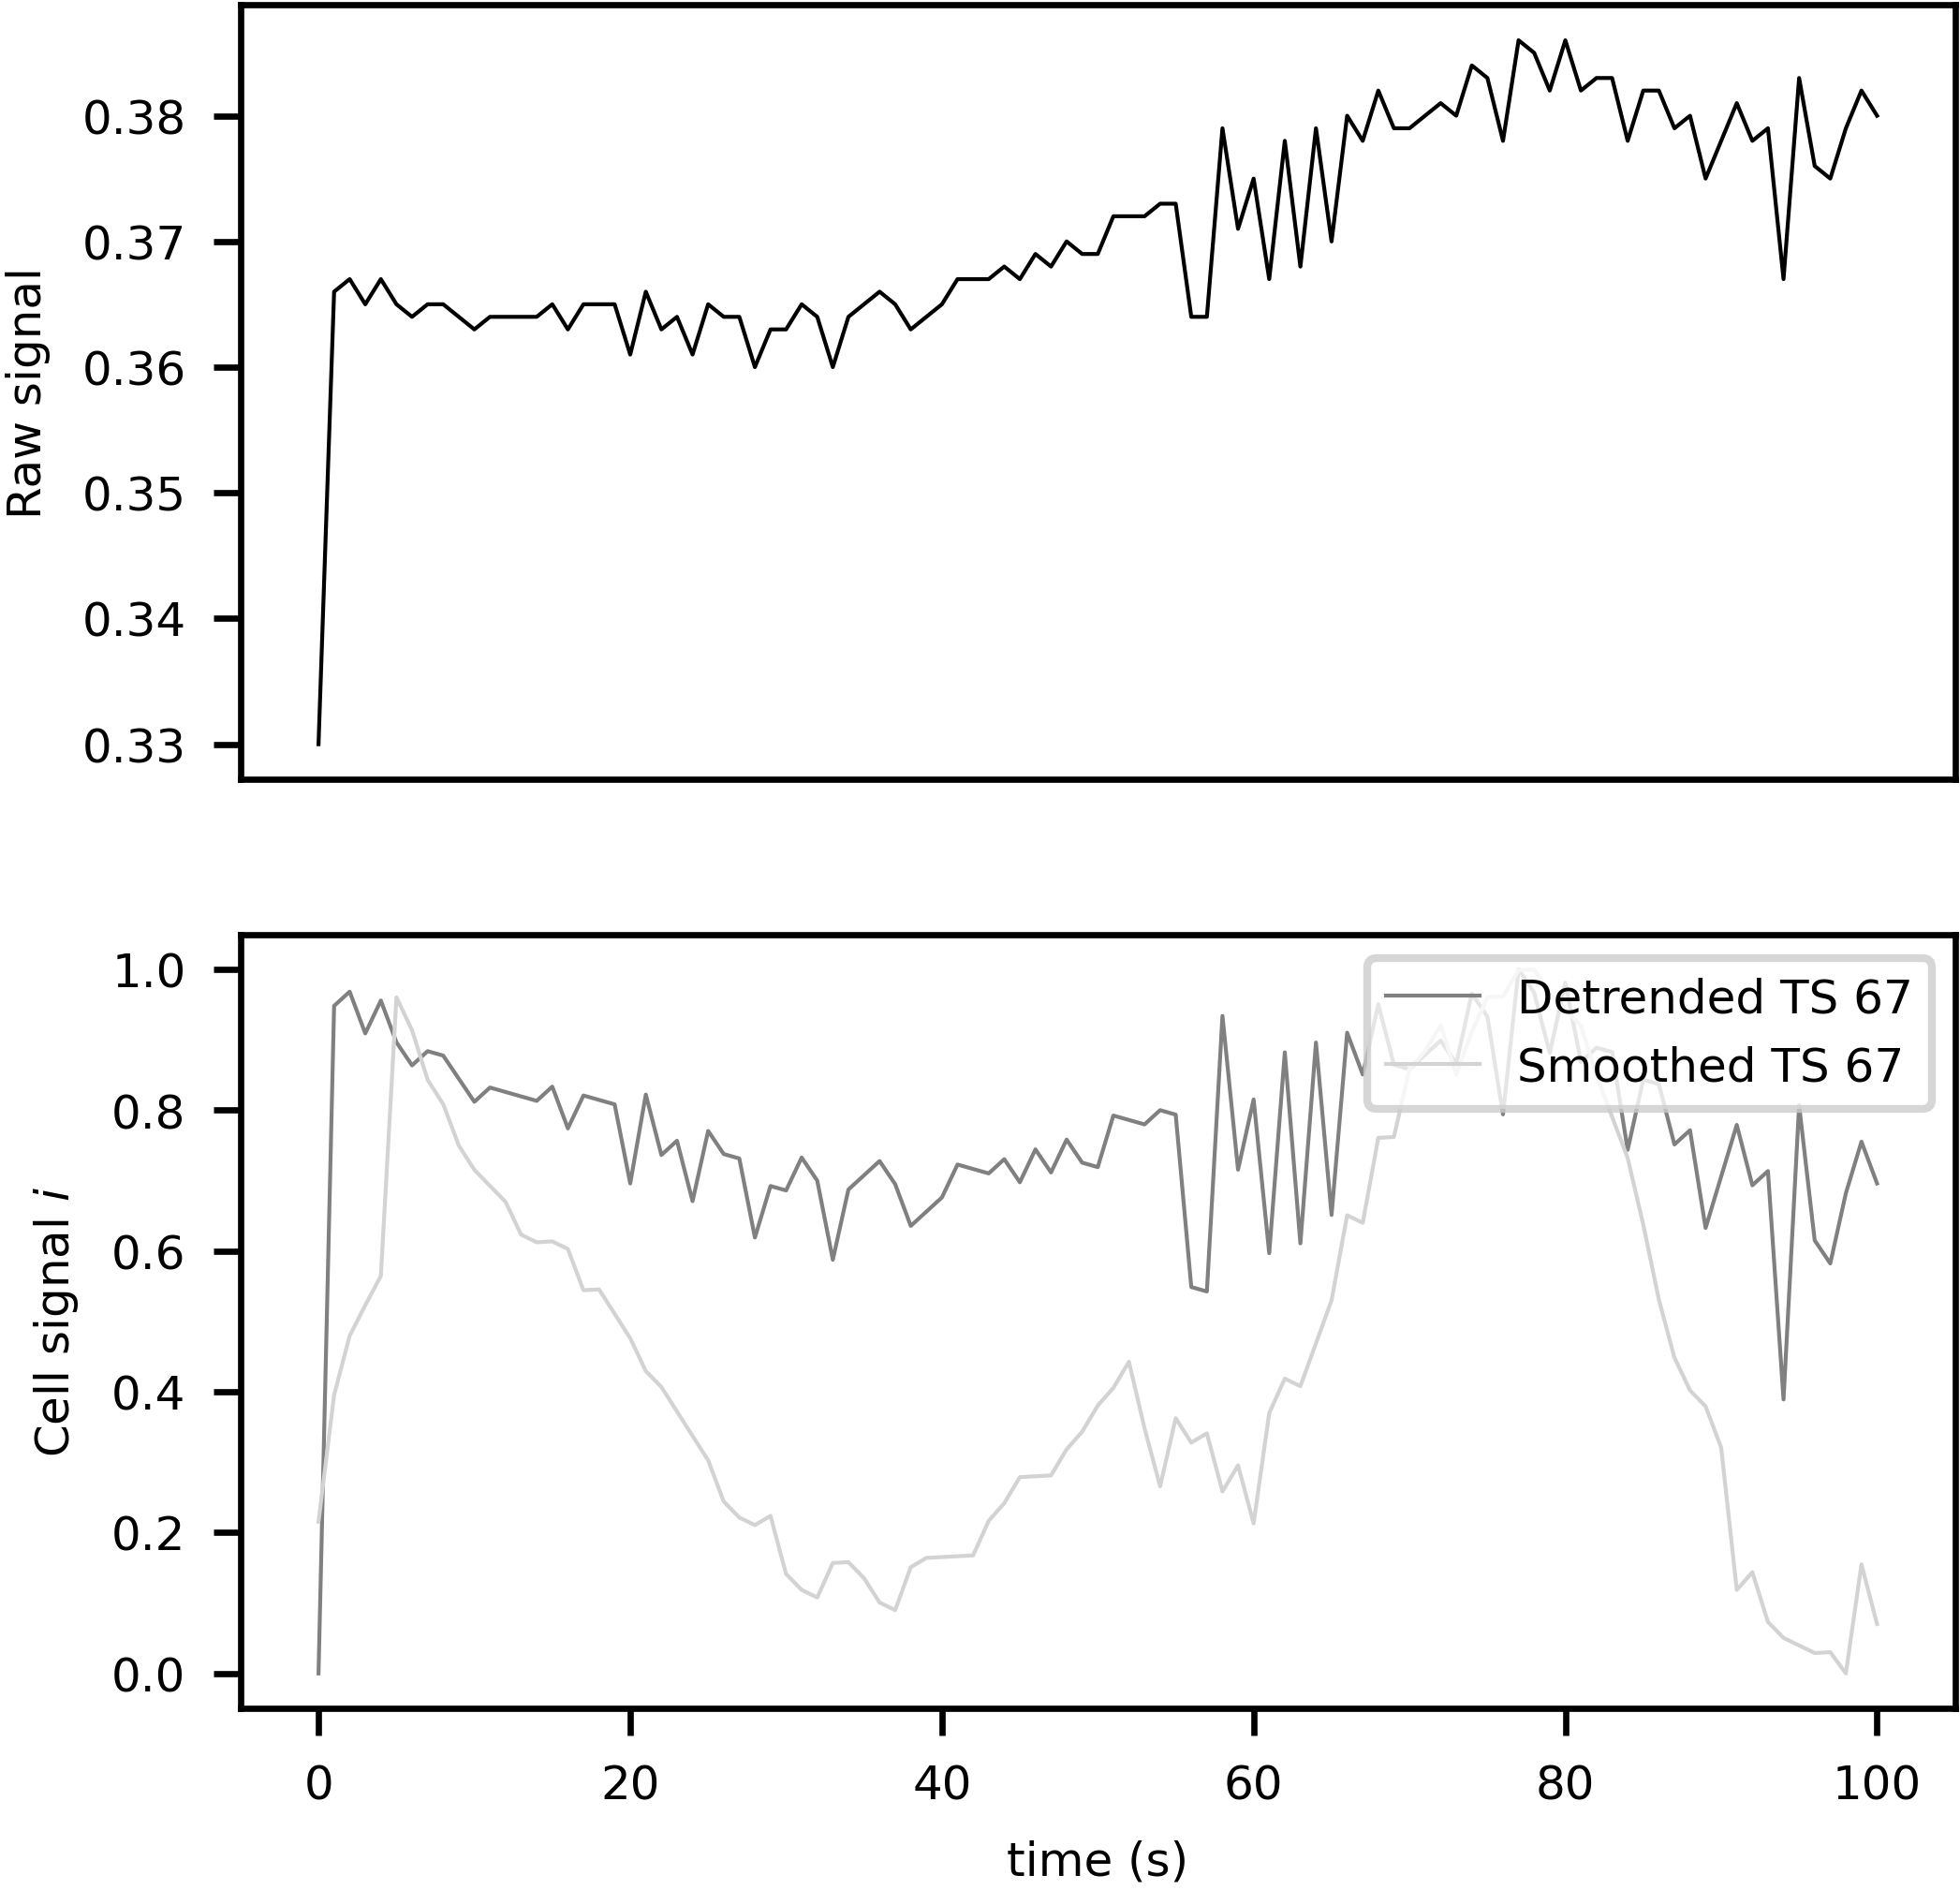 Raw signal
0.38
0.37
0.36
0.35
0.34
0.33
Cell signal i
1.0
0.8
0.6
0.4
0.2
0.0
Detrended TS 67
Smoothed TS 67
0 20 40 60 80 100
time (s)